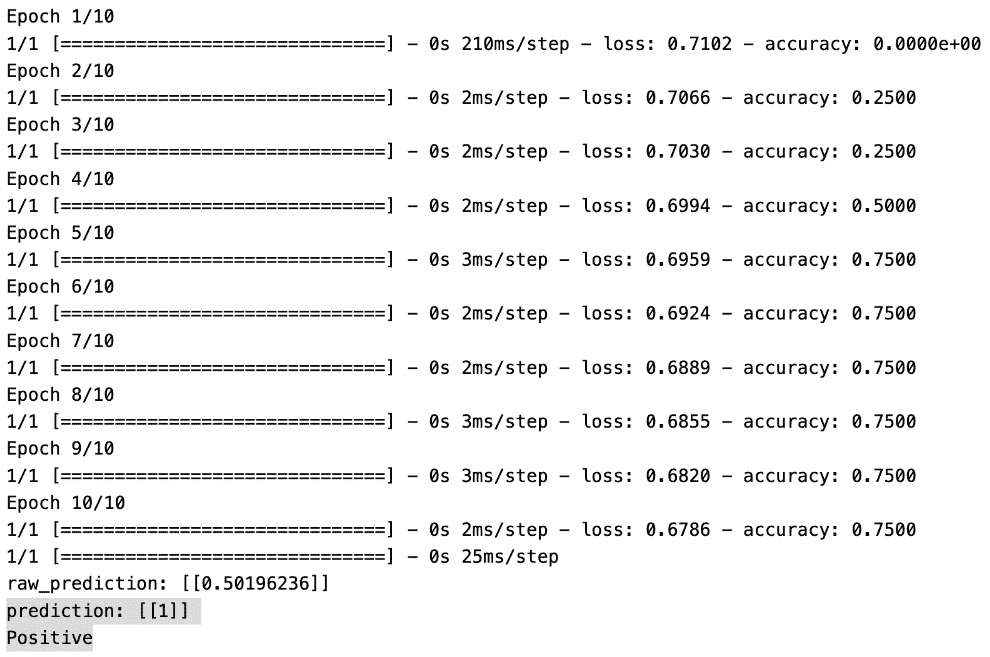 Epoch 1/10
1/1 [==============================] - 0s 210ms/step - loss: 0.7102 - accuracy: 0.0000e+00
Epoch 2/10
1/1 [==============================] - 0s 2ms/step - loss: 0.7066 - accuracy: 0.2500
Epoch 3/10
1/1 [==============================] - 0s 2ms/step - loss: 0.7030 - accuracy: 0.2500
Epoch 4/10
1/1 [==============================] - 0s 2ms/step - loss: 0.6994 - accuracy: 0.5000
Epoch 5/10
1/1 [==============================] - 0s 3ms/step - loss: 0.6959 - accuracy: 0.7500
Epoch 6/10
1/1 [==============================] - 0s 2ms/step - loss: 0.6924 - accuracy: 0.7500
Epoch 7/10
1/1 [==============================] - 0s 2ms/step - loss: 0.6889 - accuracy: 0.7500
Epoch 8/10
1/1 [==============================] - 0s 3ms/step - loss: 0.6855 - accuracy: 0.7500
Epoch 9/10
1/1 [==============================] - 0s 3ms/step - loss: 0.6820 - accuracy: 0.7500
Epoch 10/10
1/1 [==============================] - 0s 2ms/step - loss: 0.6786 - accuracy: 0.7500
1/1 [==============================] - 0s 25ms/step
raw_prediction: [[0.50196236]]
prediction: [[1]]
Positive